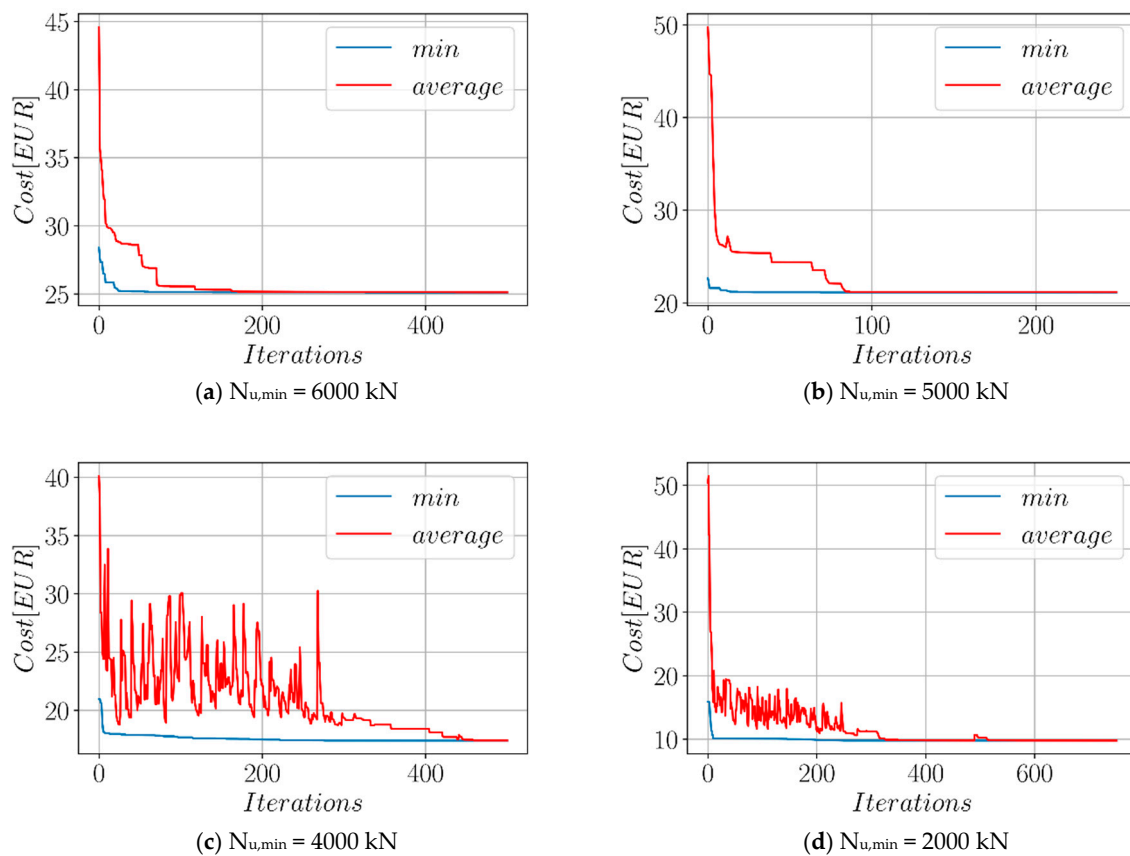 45
40
35
30
25
0
200
400
Cost[EUR]
Iterations
min
average
(a) Nu,min = 6000 kN
50
40
30
20
0
100
200
Cost[EUR]
Iterations
min
average
(b) Nu,min = 5000 kN
40
35
30
25
20
0
200
400
Cost[EUR]
Iterations
min
average
(c) Nu,min = 4000 kN
50
40
30
20
10
0
200
400
600
Cost[EUR]
Iterations
min
average
(d) Nu,min = 2000 kN